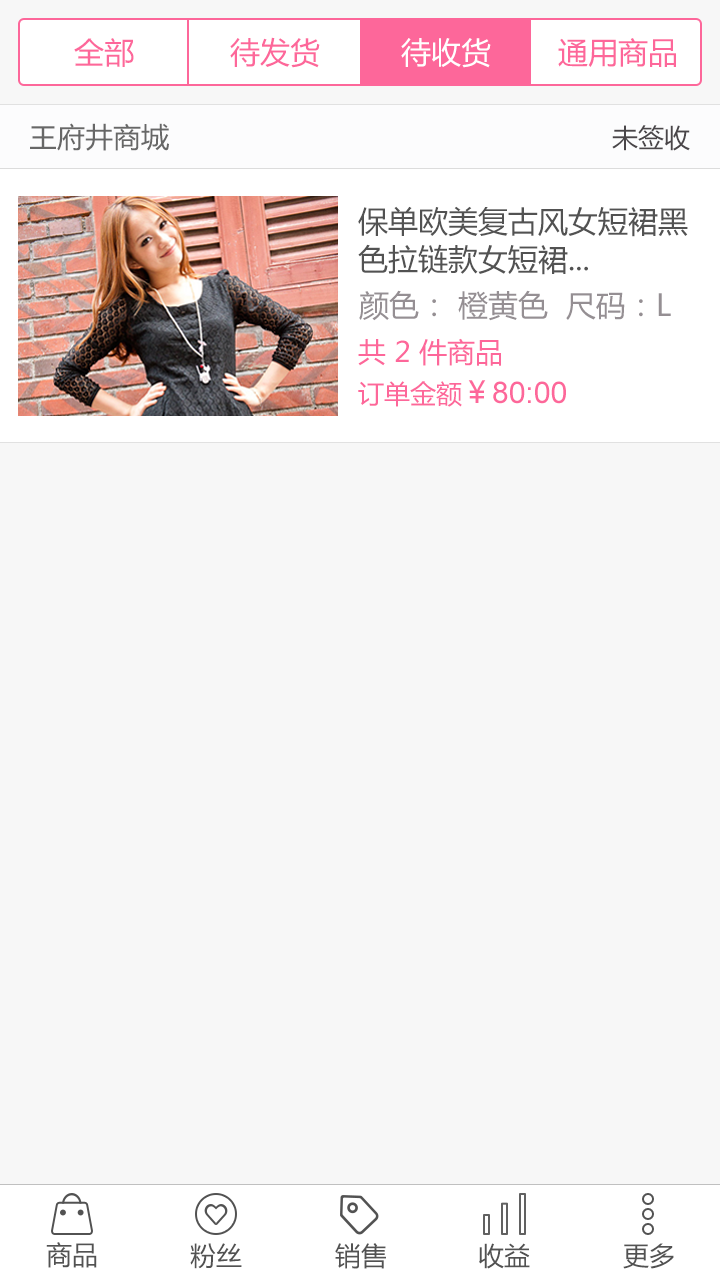 全部 待发货 待收货 通用商品
王府井商城 未签收
保单欧美复古风女短裙黑
色拉链款女短裙...
颜色： 橙黄色 尺码：L
共 2 件商品
订单金额 ¥ 80:00
商品 粉丝 销售 收益 更多